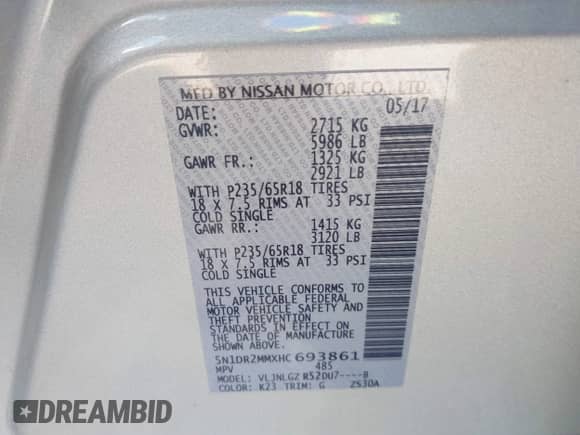 MFD BY NISSAN MOTOR CO., LTD.
DATE: 05/17
GVWR: 2715 KG
5986 LB
GAWR FR.: 1325 KG
2921 LB
WITH P235/65R18 TIRES
18 X 7.5 RIMS AT 33 PSI
COLD SINGLE
GAWR RR.: 1415 KG
3120 LB
WITH P235/65R18 TIRES
18 X 7.5 RIMS AT 33 PSI
COLD SINGLE
THIS VEHICLE CONFORMS TO
ALL APPLICABLE FEDERAL
MOTOR VEHICLE SAFETY AND
THEFT PREVENTION
STANDARDS IN EFFECT ON
THE DATE OF MANUFACTURE
5N1DR2MMXHC693861
MPV 485
MODEL: VLJNLGZ R52DU7----B
COLOR: K23 TRIM: G ZS30A
DREAMBID